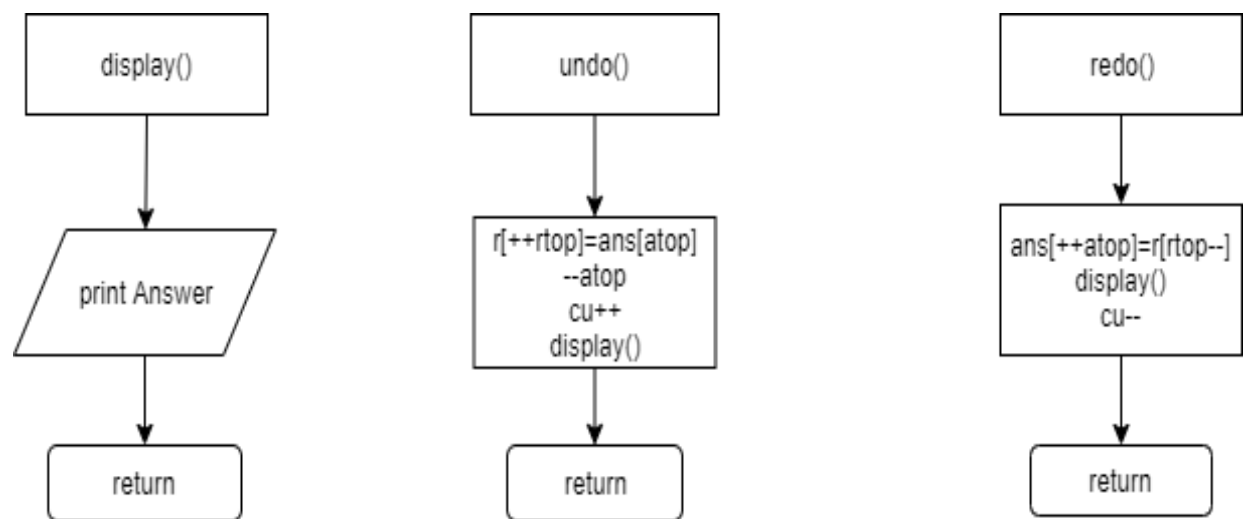 display()
print Answer
return
undo()
r[++rtop]=ans[atop]
--atop
cu++
display()
return
redo()
ans[++atop]=r[rtop--]
display()
cu--
return